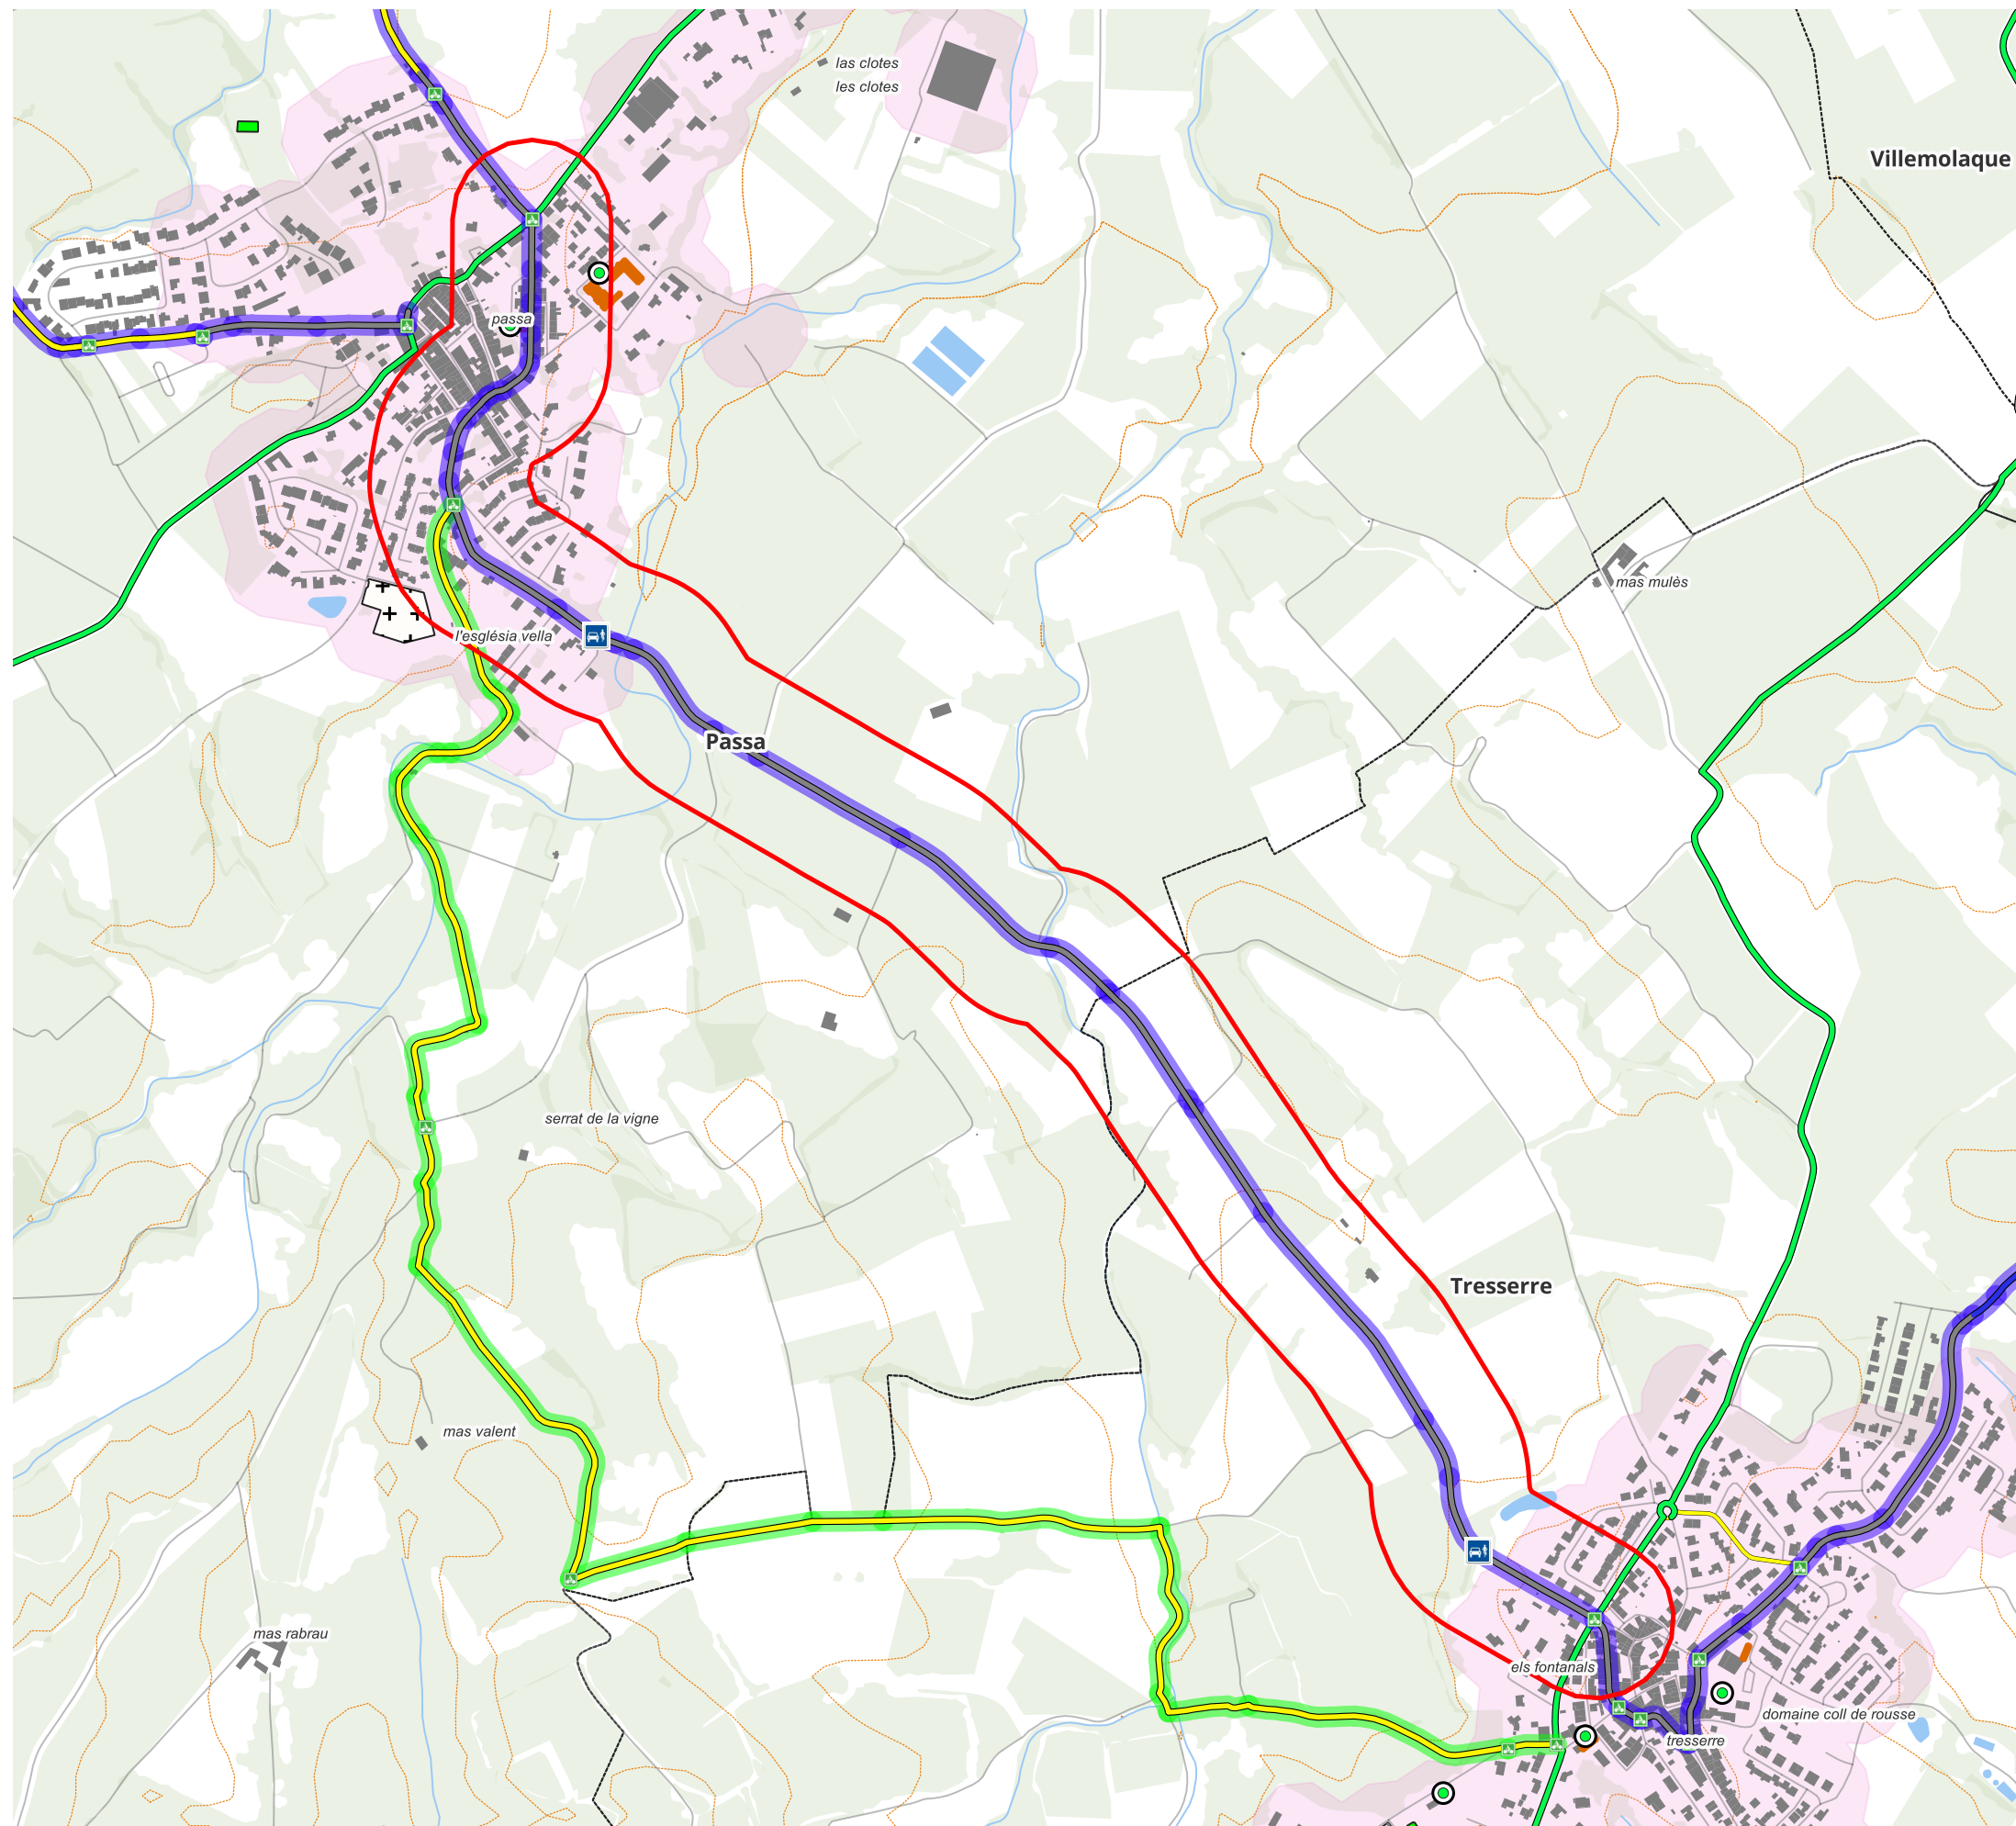 las clotes
les clotes
Villemolaque
passa
mas mulès
l'església vella
Passa
serrat de la vigne
Tresserre
mas valent
mas rabrau
els fontanals
domaine coll de rousse
tresserre